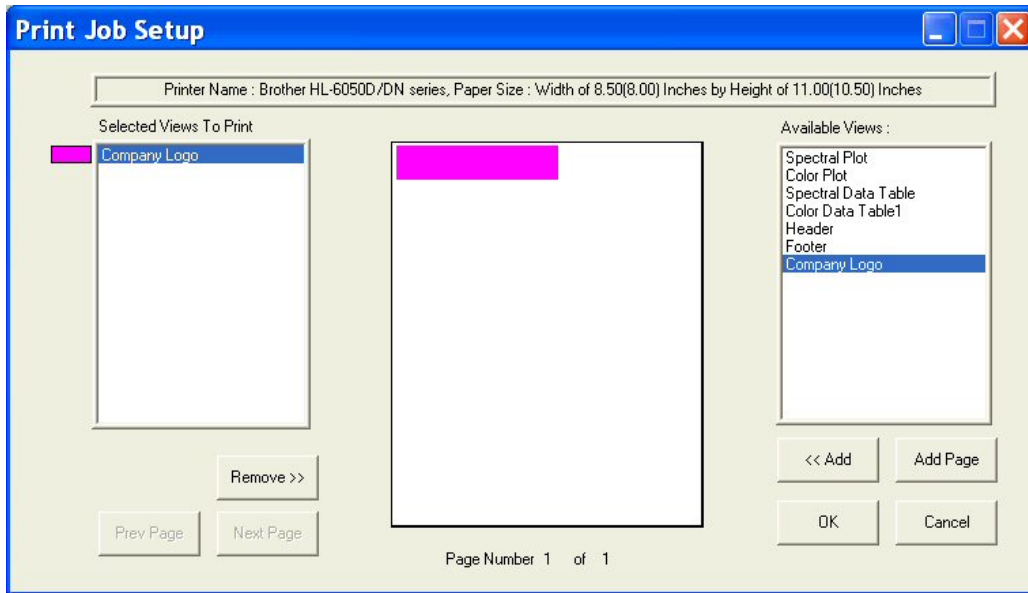 Print Job Setup
Printer Name : Brother HL-6050D/DN series, Paper Size : Width of 8.50(8.00) Inches by Height of 11.00(10.50) Inches
Selected Views To Print
Company Logo
Available Views :
Spectral Plot
Color Plot
Spectral Data Table
Color Data Table1
Header
Footer
Company Logo
Remove >>
<< Add
Add Page
Prev Page
Next Page
OK
Cancel
Page Number 1 of 1